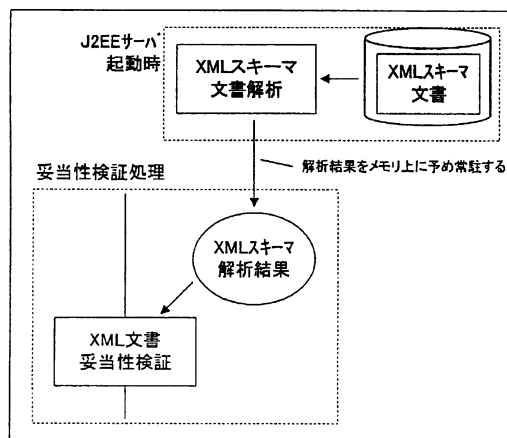 J2EEサーバ
起動時
XMLスキーマ
文書解析
XMLスキーマ
文書
解析結果をメモリ上に予め常駐する
妥当性検証処理
XMLスキーマ
解析結果
XML文書
妥当性検証